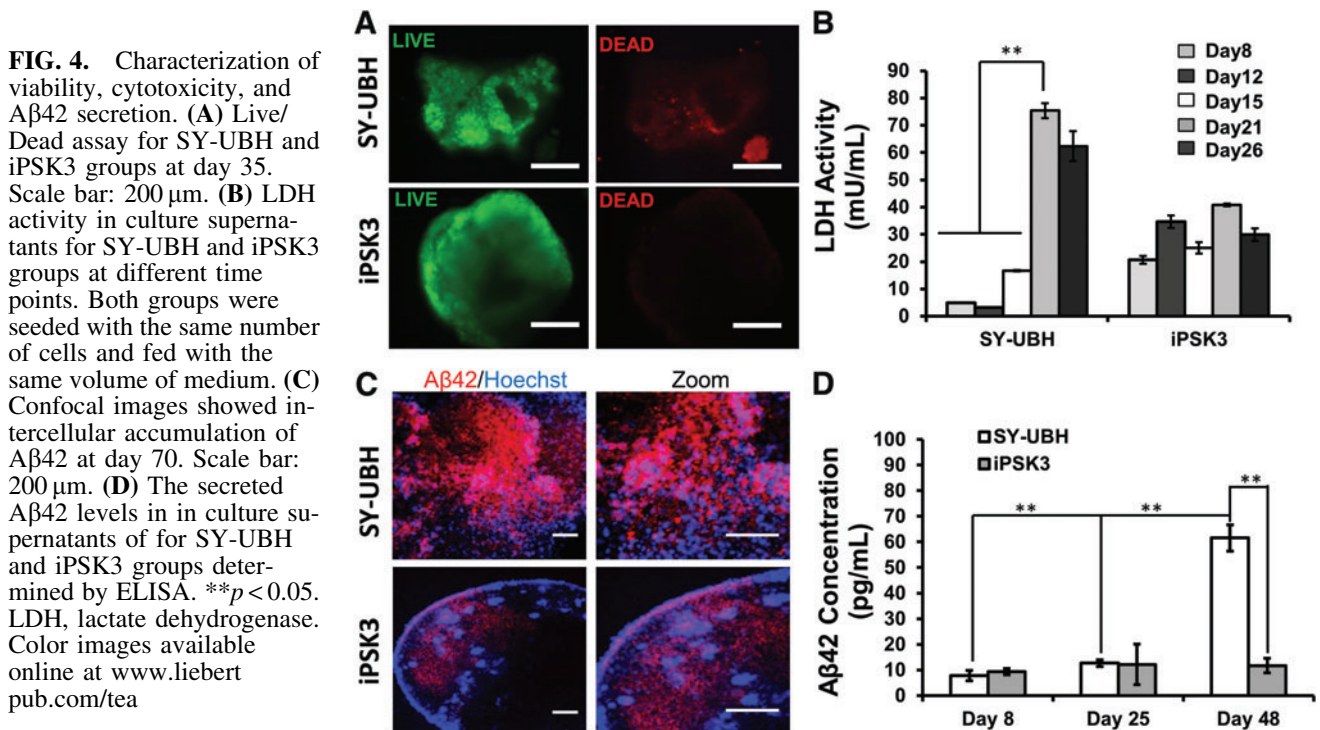 FIG. 4. Characterization of
viability, cytotoxicity, and
Aβ42 secretion. (A) Live/
Dead assay for SY-UBH and
iPSK3 groups at day 35.
Scale bar: 200 μm. (B) LDH
activity in culture superna-
tants for SY-UBH and iPSK3
groups at different time
points. Both groups were
seeded with the same number
of cells and fed with the
same volume of medium. (C)
Confocal images showed in-
tercellular accumulation of
Aβ42 at day 70. Scale bar:
200 μm. (D) The secreted
Aβ42 levels in in culture su-
pernatants of for SY-UBH
and iPSK3 groups deter-
mined by ELISA. **p < 0.05.
LDH, lactate dehydrogenase.
Color images available
online at www.liebert
pub.com/tea
A
LIVE
DEAD
SY-UBH
LIVE
DEAD
iPSK3
B
**
Day8
Day12
Day15
Day21
Day26
LDH Activity
(mU/mL)
90
80
70
60
50
40
30
20
10
0
SY-UBH
iPSK3
C
Aβ42/Hoechst
Zoom
SY-UBH
iPSK3
D
SY-UBH
iPSK3
**
**
**
Aβ42 Concentration
(pg/mL)
100
90
80
70
60
50
40
30
20
10
0
Day 8
Day 25
Day 48